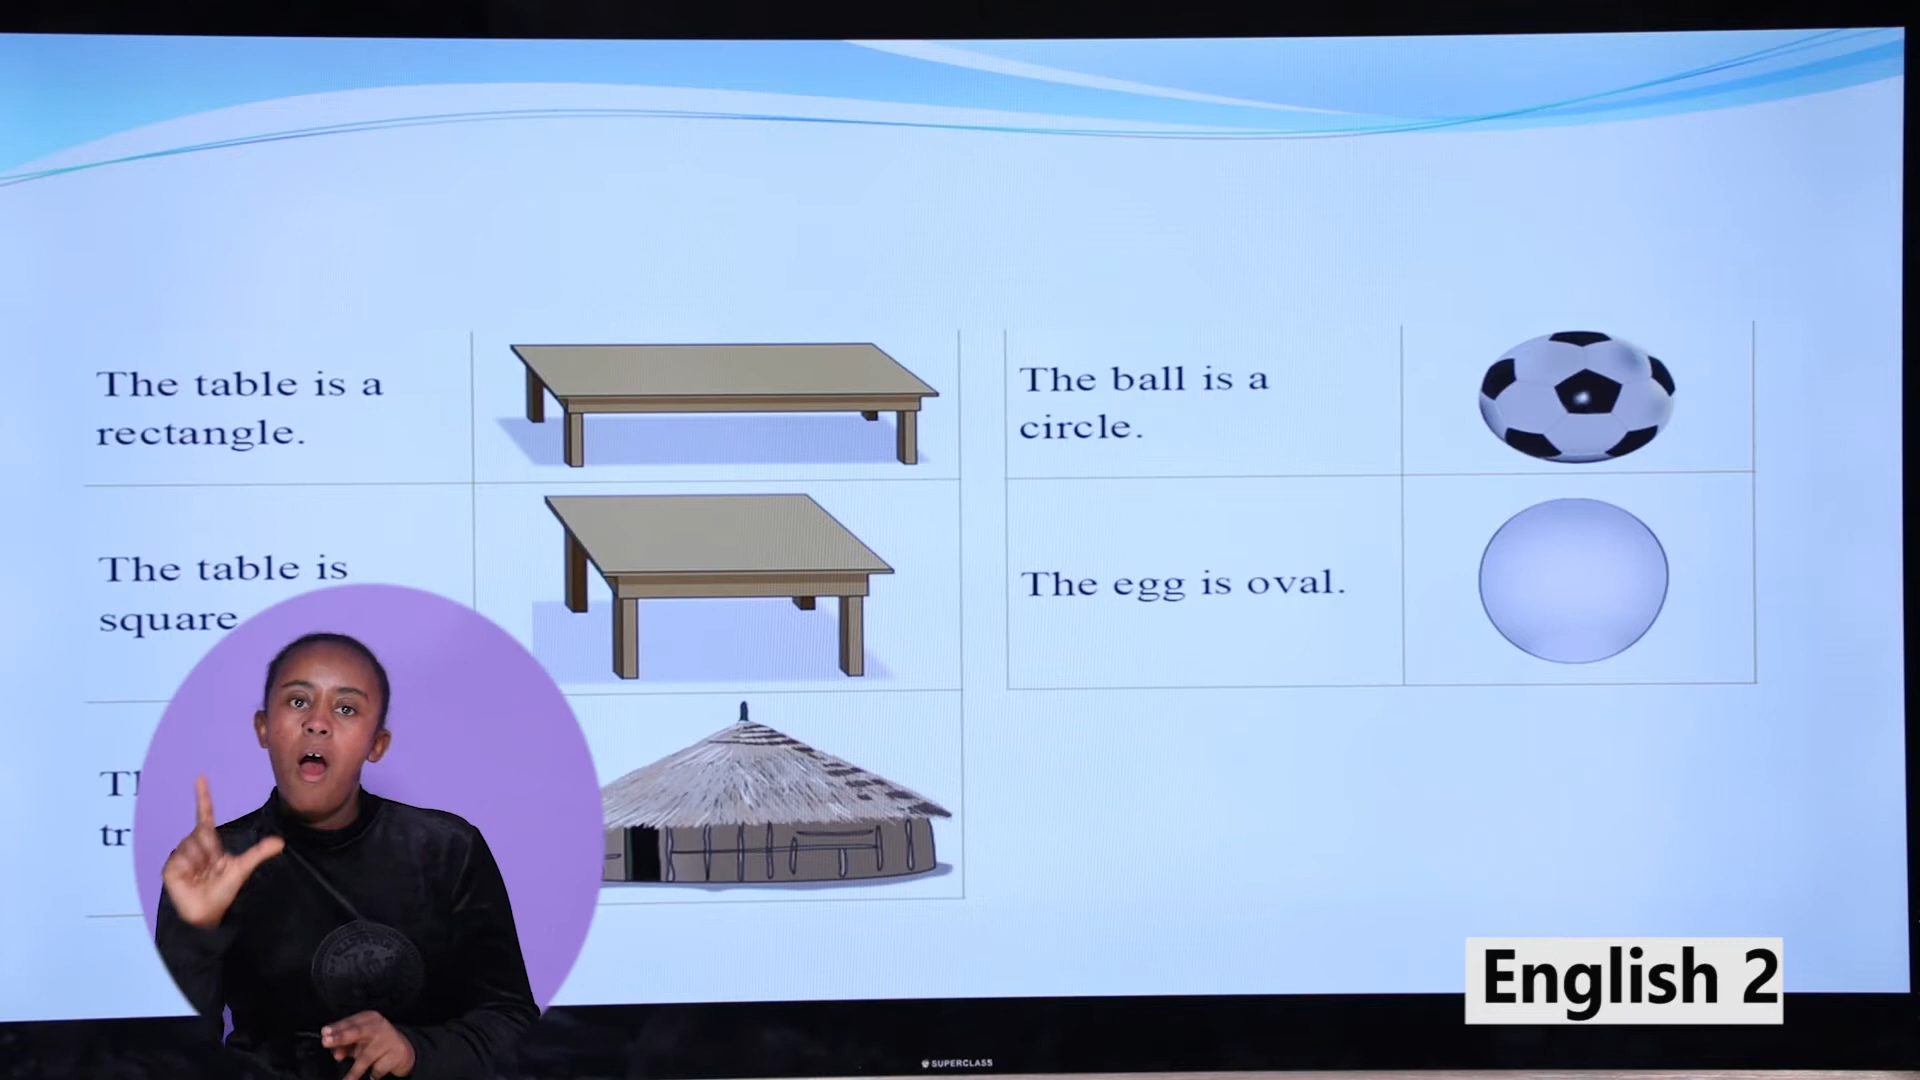 The table is a
rectangle.
The table is
square
The ball is a
circle.
The egg is oval.
English 2
SUPERCLASS